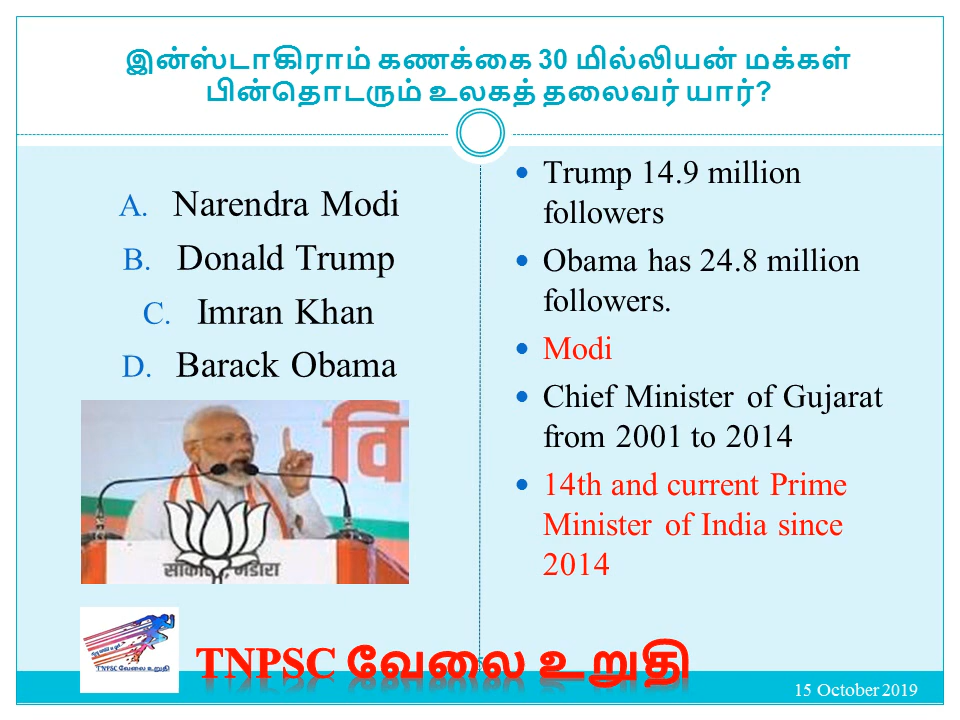 இன்ஸ்டாகிராம் கணக்கை 30 மில்லியன் மக்கள்
பின்தொடரும் உலகத் தலைவர் யார்?
A. Narendra Modi
B. Donald Trump
C. Imran Khan
D. Barack Obama
वि
साकोली, भंडारा
Trump 14.9 million
followers
Obama has 24.8 million
followers.
Modi
Chief Minister of Gujarat
from 2001 to 2014
14th and current Prime
Minister of India since
2014
TNPSC வேலை உறுதி
TNPSC வேலை உறுதி
15 October 2019